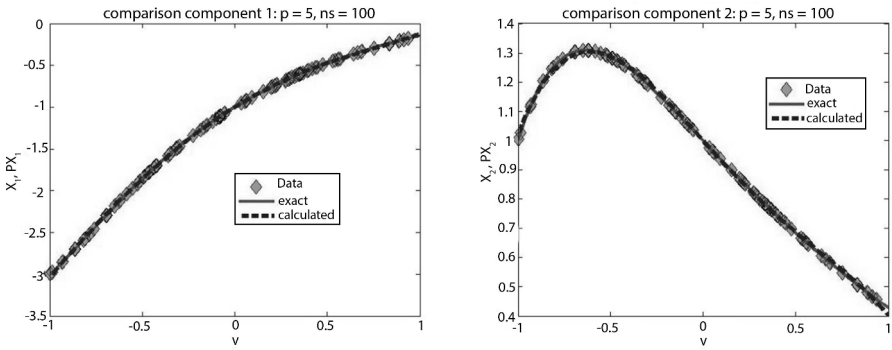 comparison component 1: p = 5, ns = 100
0
-0.5
-1
-1.5
-2
-2.5
-3
-3.5
X1, PX1
Data
exact
calculated
-1
-0.5
0
0.5
1
v
comparison component 2: p = 5, ns = 100
1.4
1.3
1.2
1.1
1
0.9
0.8
0.7
0.6
0.5
0.4
X2, PX2
Data
exact
calculated
-1
-0.5
0
0.5
1
v